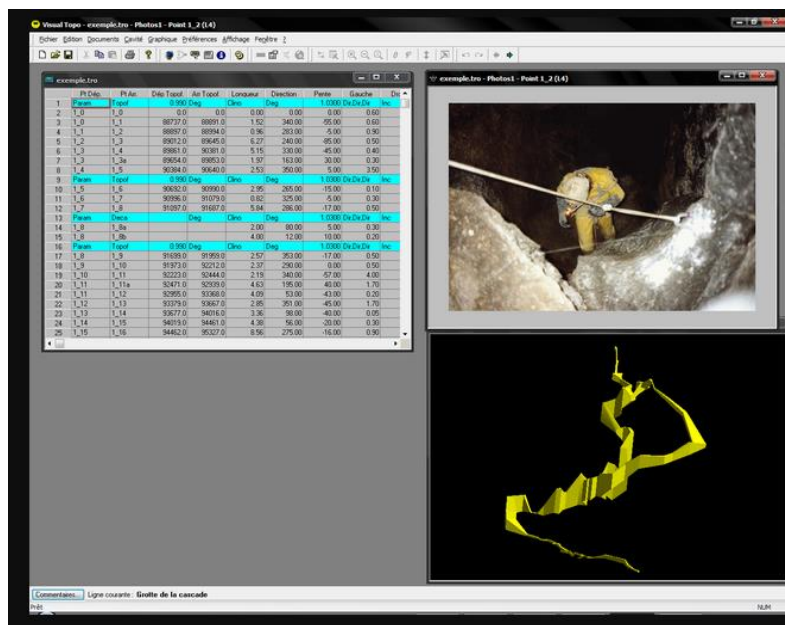 Visual Topo - exemple.tro - Photos1 - Point 1_2 (L4)
Fichier Edition Documents Cavité Graphique Préférences Affichage Fenêtre ?
exemple.tro
Pt Dép. Pt Arr. Dép Topof. Arr Topof. Longueur Direction Pente Gauche
1 Param Topof 0.990 Deg Clino Deg 1.0300 Dir,Dir,Dir Inc
2 1_0 1_0 0.0 0.0 0.00 0.00 0.00 0.60
3 1_0 1_1 88737.0 88891.0 1.52 340.00 -55.00 0.60
4 1_1 1_2 88897.0 88994.0 0.96 283.00 -5.00 0.90
5 1_2 1_3 89012.0 89645.0 6.27 240.00 -85.00 0.50
6 1_3 1_4 89861.0 90381.0 5.15 330.00 -45.00 0.40
7 1_3 1_3a 89654.0 89853.0 1.97 163.00 30.00 0.30
8 1_4 1_5 90384.0 90640.0 2.53 350.00 5.00 3.50
9 Param Topof 0.990 Deg Clino Deg 1.0300 Dir,Dir,Dir Inc
10 1_5 1_6 90692.0 90990.0 2.95 265.00 -15.00 0.10
11 1_6 1_7 90996.0 91079.0 0.82 325.00 -5.00 0.30
12 1_7 1_8 91097.0 91687.0 5.84 286.00 -17.00 0.50
13 Param Deca Deg Clino Deg 1.0300 Dir,Dir,Dir Inc
14 1_8 1_8a 2.00 80.00 5.00 0.30
15 1_8 1_8b 4.00 12.00 10.00 0.20
16 Param Topof 0.990 Deg Clino Deg 1.0300 Dir,Dir,Dir Inc
17 1_8 1_9 91699.0 91959.0 2.57 353.00 -17.00 0.50
18 1_9 1_10 91973.0 92212.0 2.37 290.00 0.00 0.50
19 1_10 1_11 92223.0 92444.0 2.19 340.00 -57.00 4.00
20 1_11 1_11a 92471.0 92939.0 4.63 195.00 40.00 1.70
21 1_11 1_12 92955.0 93368.0 4.09 53.00 -43.00 0.20
22 1_12 1_13 93379.0 93667.0 2.85 351.00 -45.00 1.70
23 1_13 1_14 93677.0 94016.0 3.36 90.00 -40.00 0.05
24 1_14 1_15 94019.0 94461.0 4.38 56.00 -20.00 0.30
25 1_15 1_16 94462.0 95327.0 8.56 275.00 -16.00 0.90
exemple.tro - Photos1 - Point 1_2 (L4)
Commentaires... Ligne courante : Grotte de la cascade
Prêt NUM